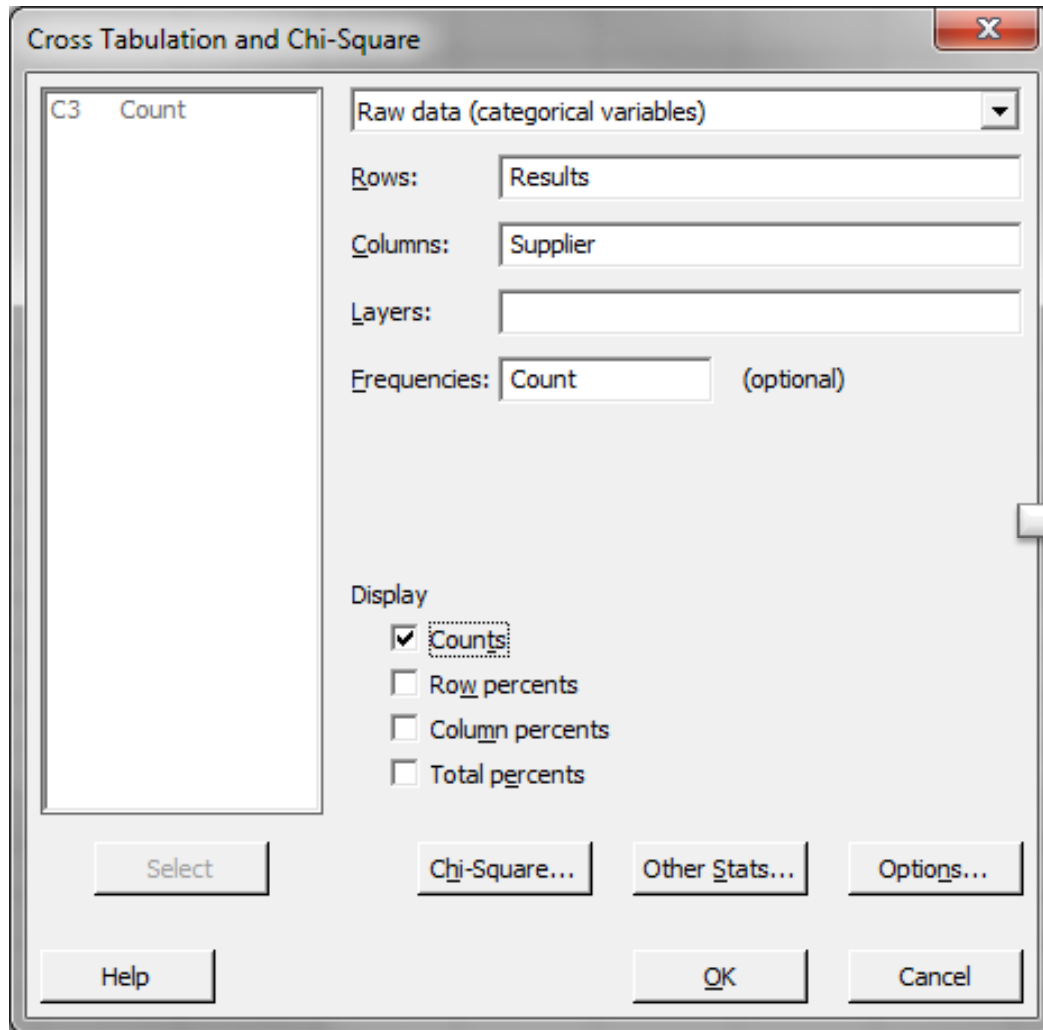 Cross Tabulation and Chi-Square
C3 Count
Raw data (categorical variables)
Rows: Results
Columns: Supplier
Layers:
Frequencies: Count (optional)
Display
Counts
Row percents
Column percents
Total percents
Select
Chi-Square...
Other Stats...
Options...
Help
OK
Cancel